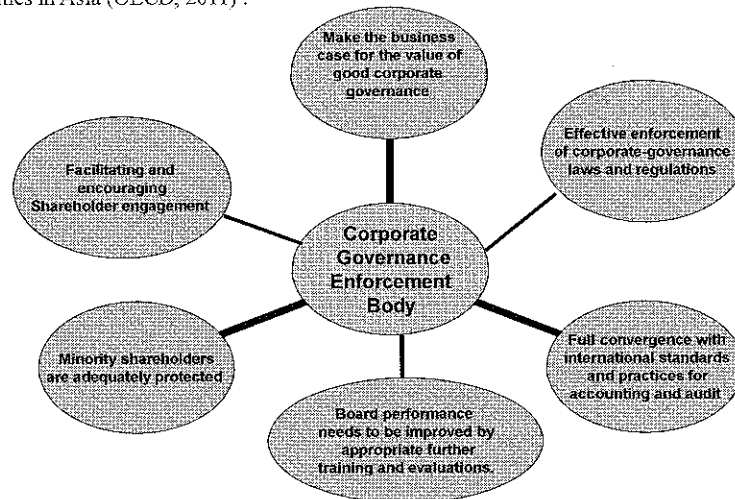 in Asia (OECD, 2011) .
Make the business
case for the value of
good corporate
governance
Effective enforcement
of corporate-governance
laws and regulations
Facilitating and
encouraging
Shareholder engagement
Corporate
Governance
Enforcement
Body
Minority shareholders
are adequately protected
Full convergence with
international standards
and practices for
accounting and audit
Board performance
needs to be improved by
appropriate further
training and evaluations.